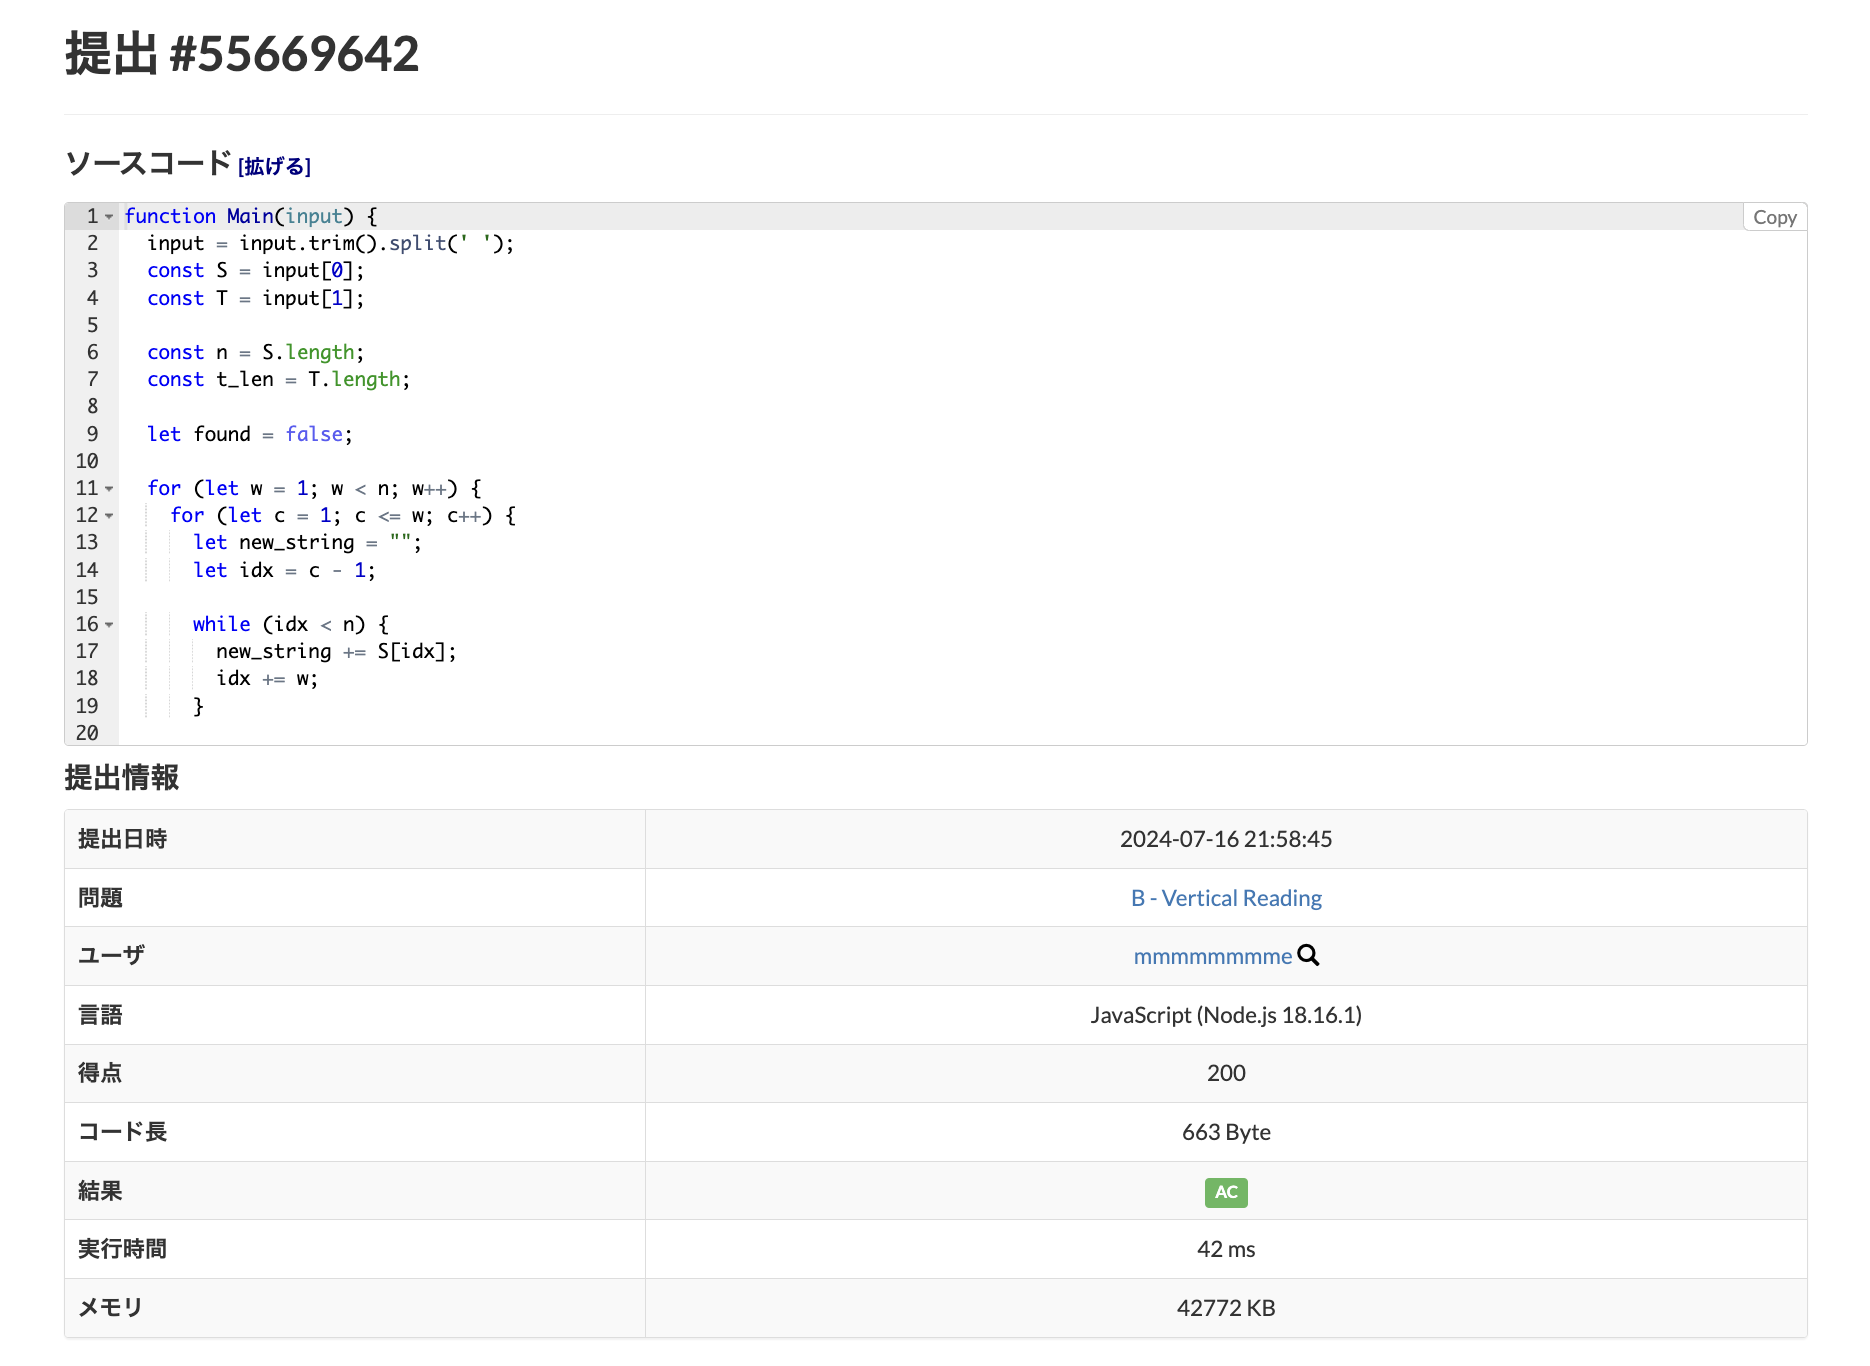 提出 #55669642
ソースコード [拡げる]
Copy
1 function Main(input) {
2 input = input.trim().split(' ');
3 const S = input[0];
4 const T = input[1];
5
6 const n = S.length;
7 const t_len = T.length;
8
9 let found = false;
10
11 for (let w = 1; w < n; w++) {
12 for (let c = 1; c <= w; c++) {
13 let new_string = "";
14 let idx = c - 1;
15
16 while (idx < n) {
17 new_string += S[idx];
18 idx += w;
19 }
20
提出情報
提出日時 2024-07-16 21:58:45
問題 B - Vertical Reading
ユーザ mmmmmmmme
言語 JavaScript (Node.js 18.16.1)
得点 200
コード長 663 Byte
結果 AC
実行時間 42 ms
メモリ 42772 KB